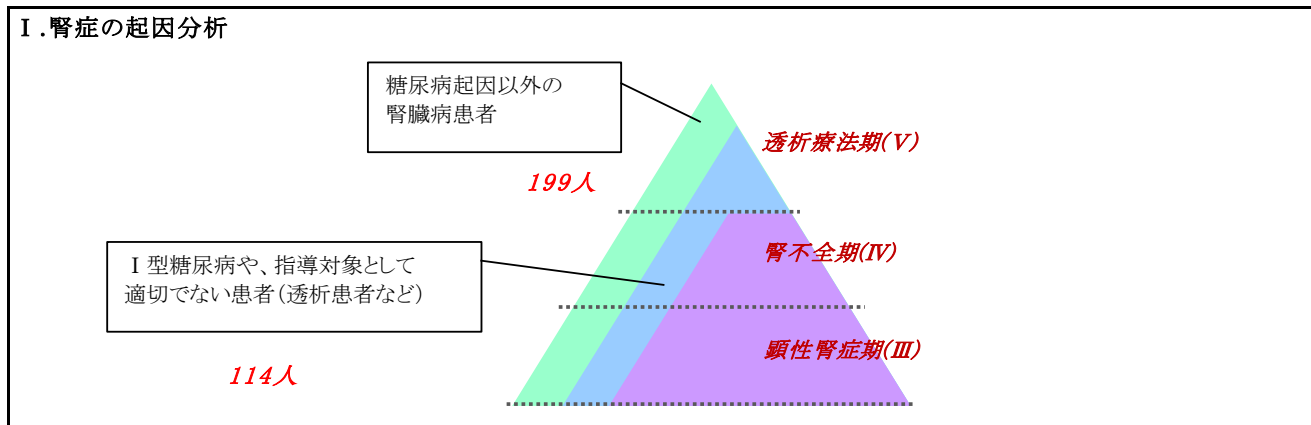 Ⅰ.腎症の起因分析
糖尿病起因以外の
腎臓病患者
透析療法期(Ⅴ)
199人
腎不全期(Ⅳ)
Ⅰ型糖尿病や、指導対象として
適切でない患者(透析患者など)
顕性腎症期(Ⅲ)
114人